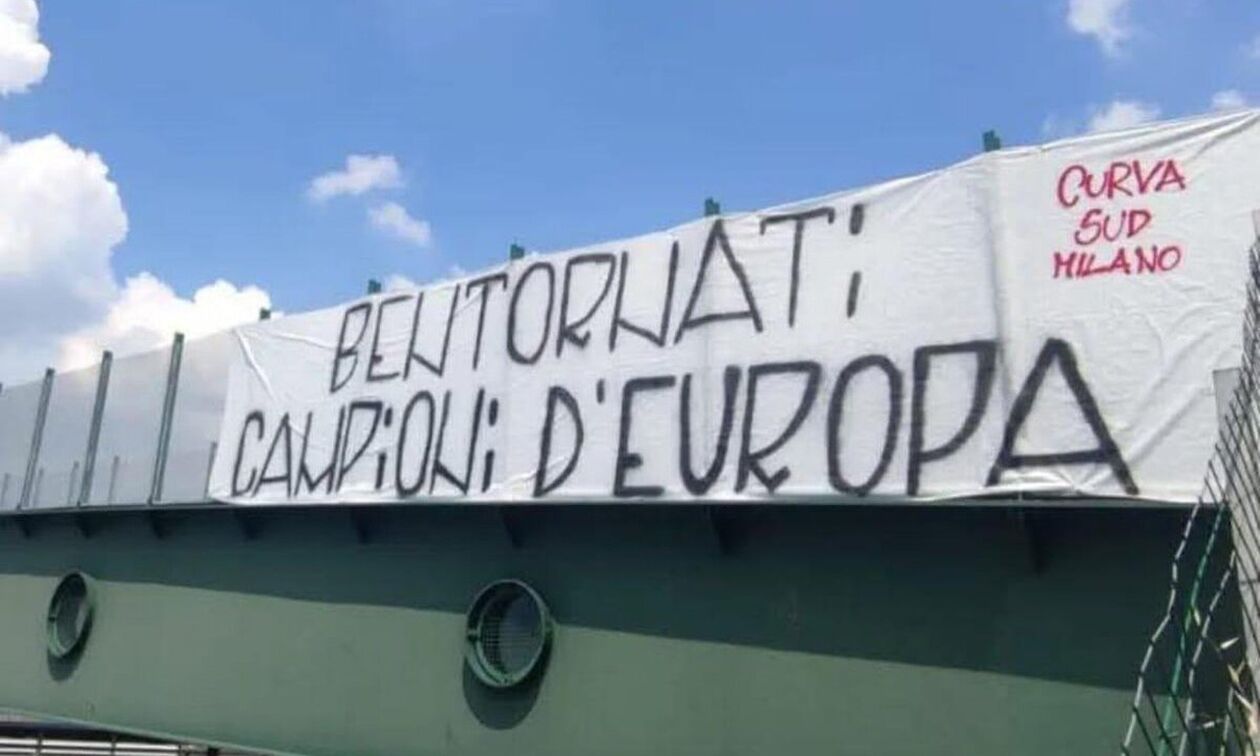 BENTORNATI
CAMPIONI D'EUROPA
CURVA
SUD
MILANO